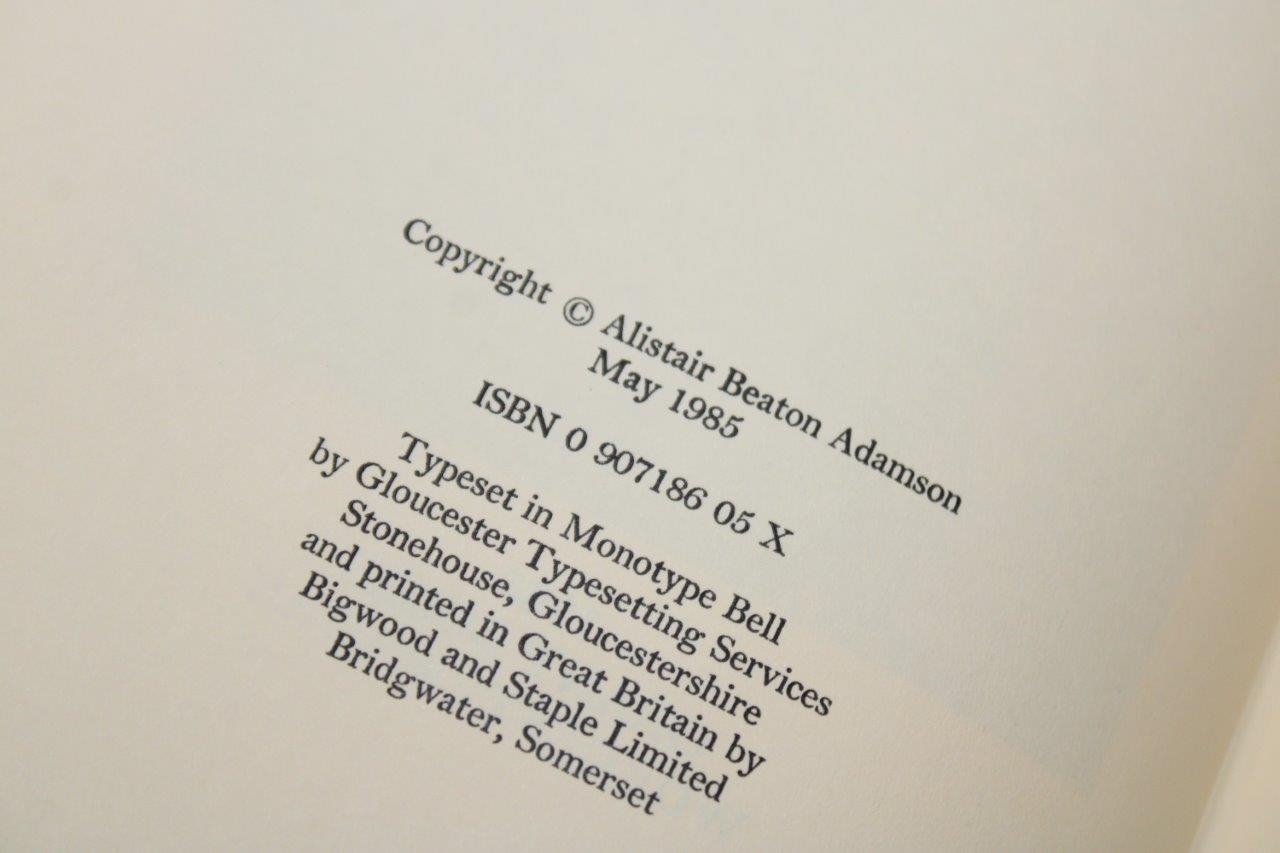 Copyright © Alistair Beaton Adamson
May 1985
ISBN 0 907186 05 X
Typeset in Monotype Bell
by Gloucester Typesetting Services
Stonehouse, Gloucestershire
and printed in Great Britain by
Bigwood and Staple Limited
Bridgwater, Somerset